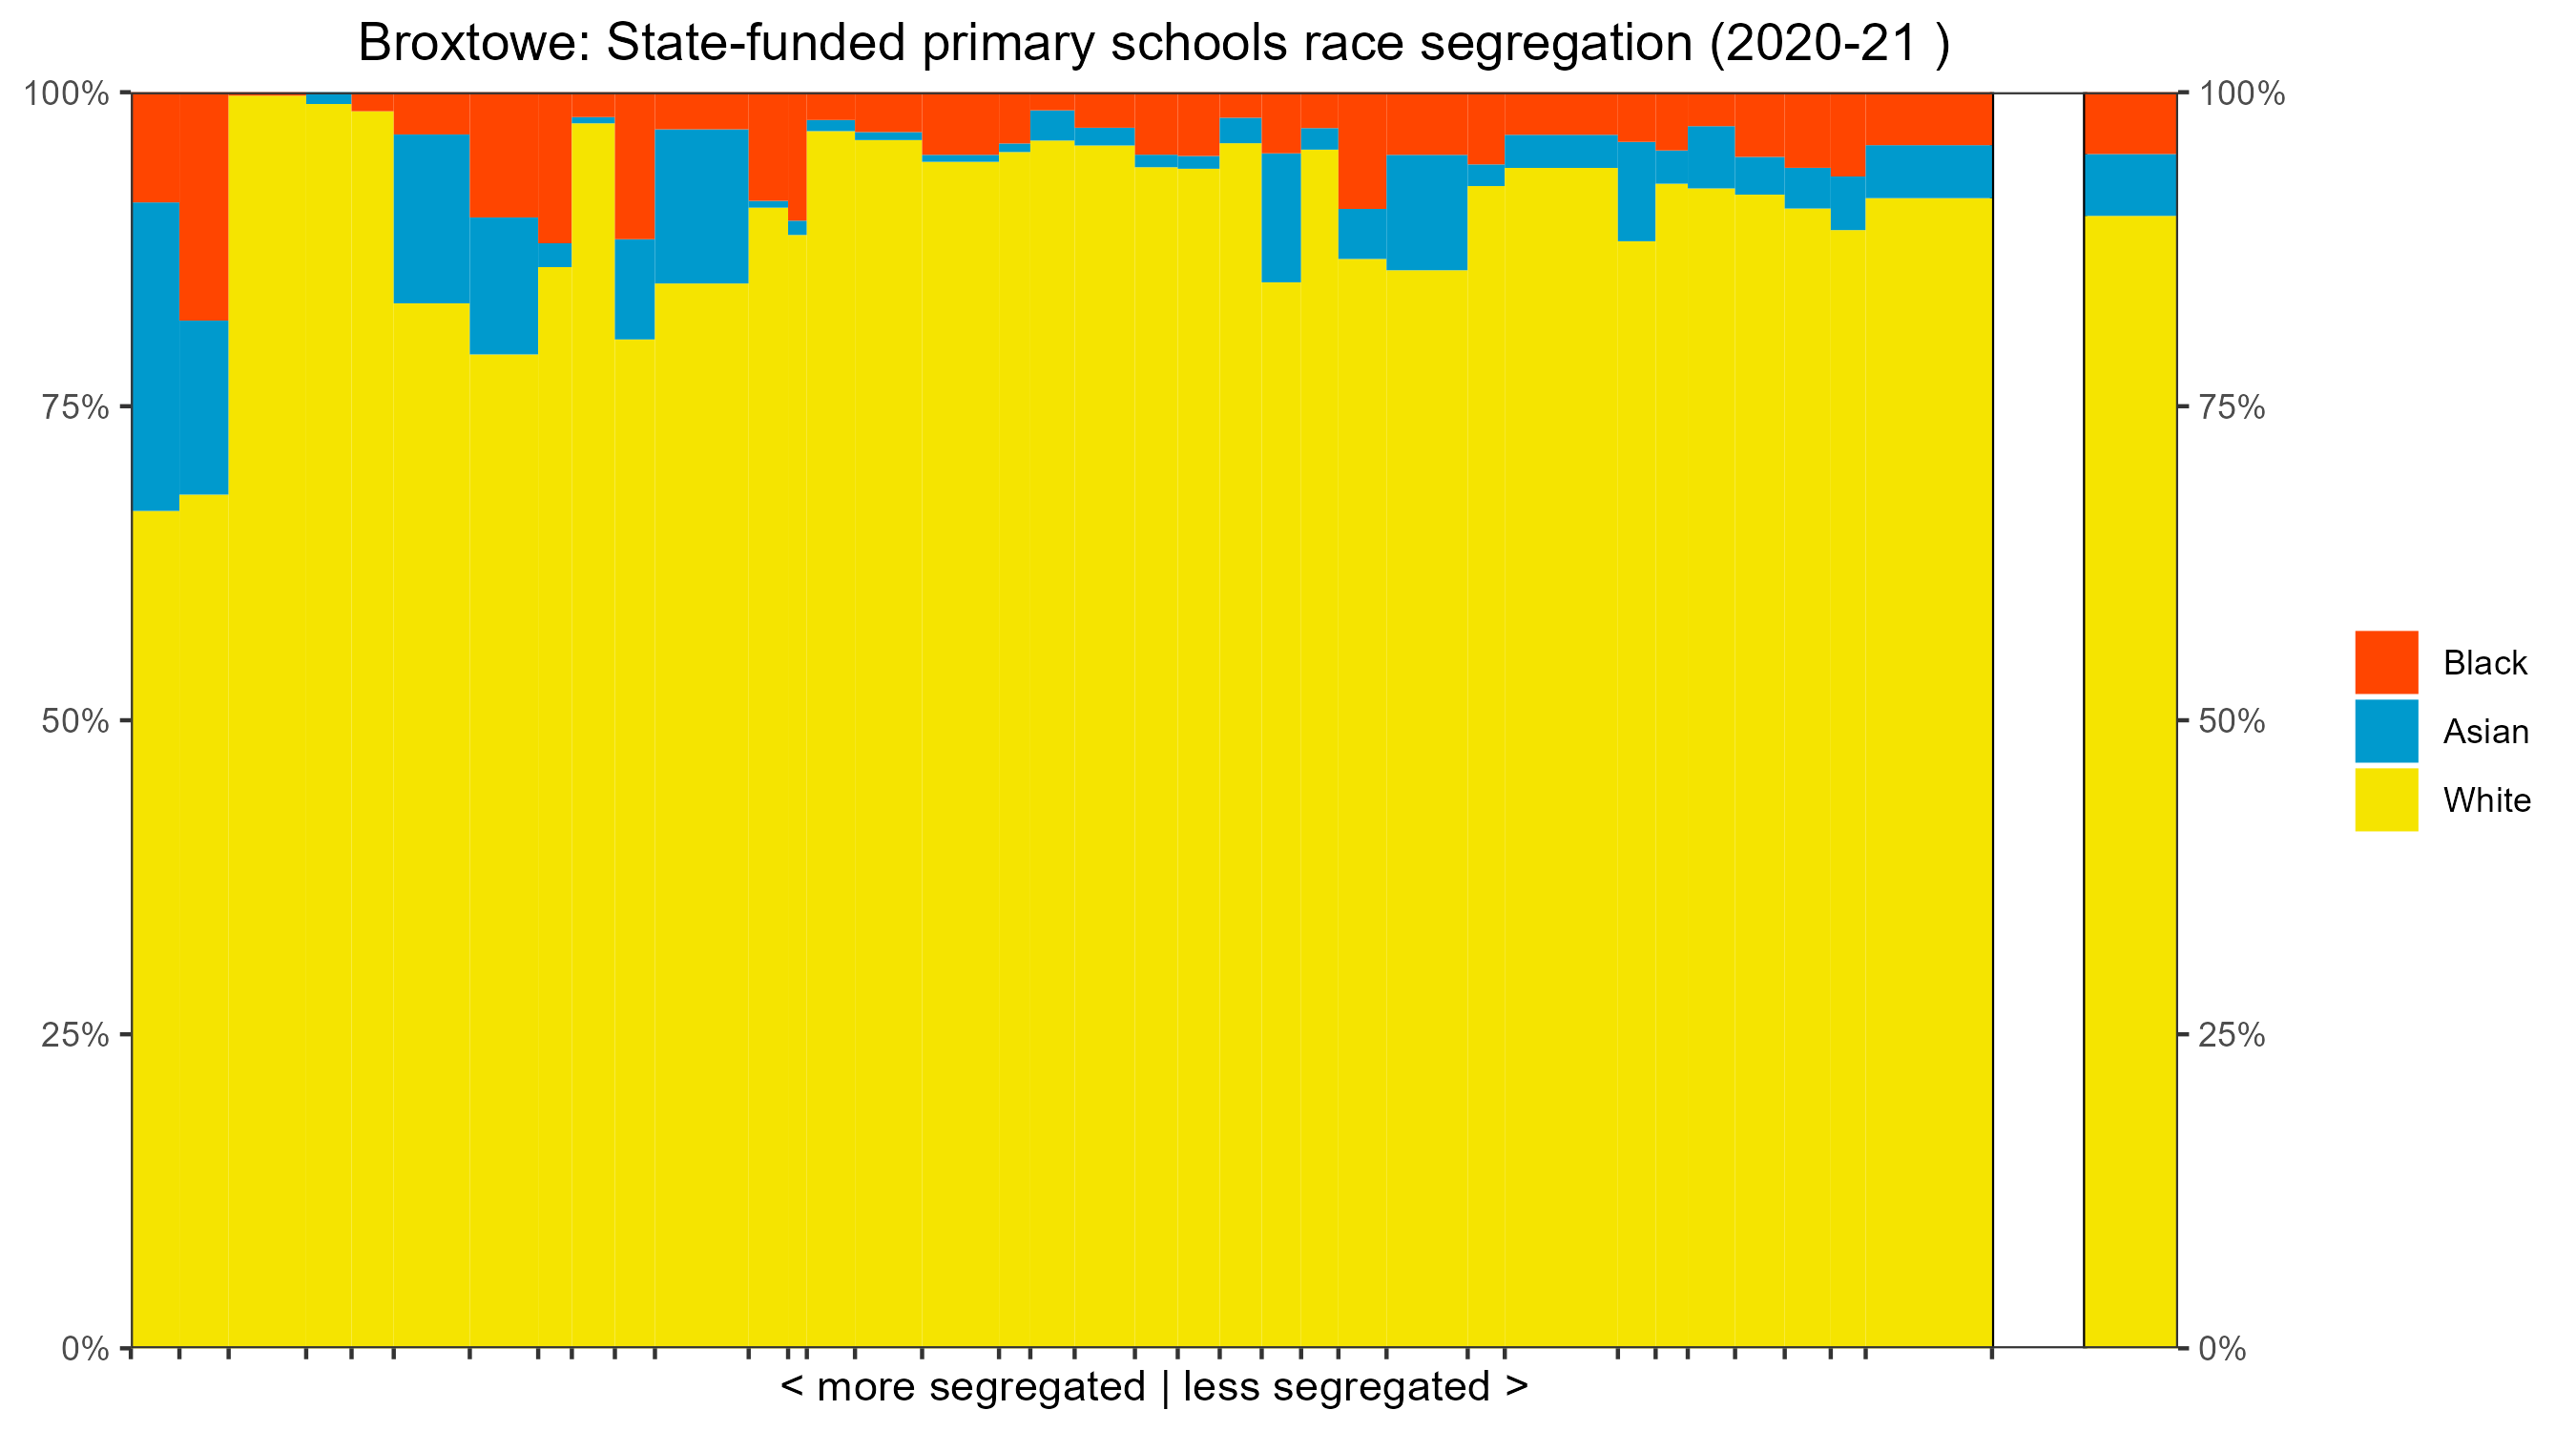 Broxtowe: State-funded primary schools race segregation (2020-21 )
100%
75%
50%
25%
0%
100%
75%
50%
25%
0%
Black
Asian
White
< more segregated | less segregated >